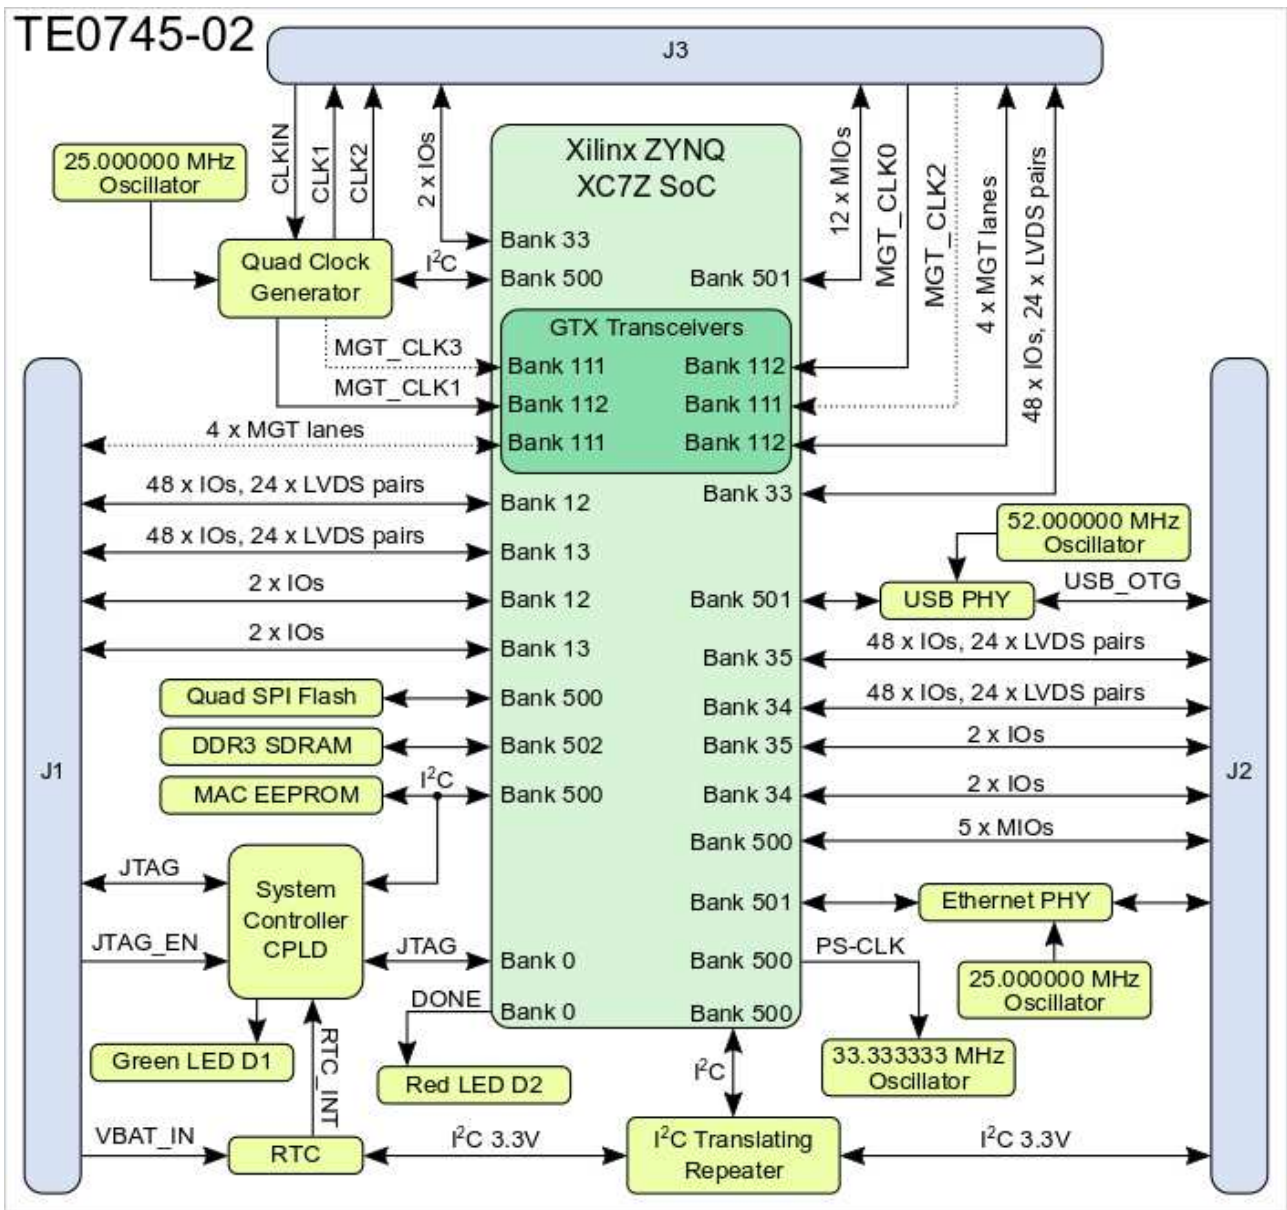 TE0745-02
J3
CLKIN
CLK1
CLK2
2 x IOs
12 x MIOs
MGT_CLK0
MGT_CLK2
4 x MGT lanes
48 x IOs, 24 x LVDS pairs
Xilinx ZYNQ
XC7Z SoC
25.000000 MHz
Oscillator
Quad Clock
Generator
I²C
Bank 33
Bank 500
Bank 501
GTX Transceivers
MGT_CLK3
Bank 111
Bank 112
MGT_CLK1
Bank 112
Bank 111
4 x MGT lanes
Bank 111
Bank 112
48 x IOs, 24 x LVDS pairs
Bank 12
Bank 33
48 x IOs, 24 x LVDS pairs
Bank 13
52.000000 MHz
Oscillator
2 x IOs
Bank 12
Bank 501
USB PHY
USB_OTG
2 x IOs
Bank 13
Bank 35
48 x IOs, 24 x LVDS pairs
Quad SPI Flash
Bank 500
Bank 34
48 x IOs, 24 x LVDS pairs
DDR3 SDRAM
Bank 502
Bank 35
2 x IOs
J1
J2
MAC EEPROM
I²C
Bank 500
Bank 34
2 x IOs
Bank 500
5 x MIOs
JTAG
System
Controller
CPLD
Bank 501
Ethernet PHY
JTAG_EN
JTAG
Bank 0
Bank 500
PS-CLK
25.000000 MHz
Oscillator
DONE
Bank 0
Bank 500
Green LED D1
RTC_INT
Red LED D2
I²C
33.333333 MHz
Oscillator
VBAT_IN
RTC
I²C 3.3V
I²C Translating
Repeater
I²C 3.3V